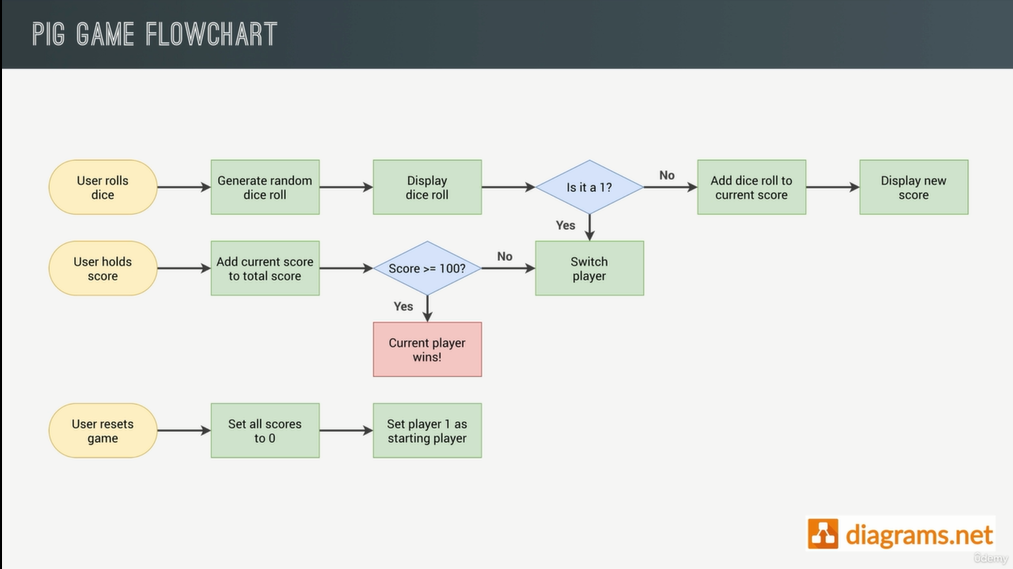 PIG GAME FLOWCHART
User rolls
dice
Generate random
dice roll
Display
dice roll
Is it a 1?
No
Add dice roll to
current score
Display new
score
Yes
User holds
score
Add current score
to total score
Score >= 100?
No
Switch
player
Yes
Current player
wins!
User resets
game
Set all scores
to 0
Set player 1 as
starting player
diagrams.net
Udemy